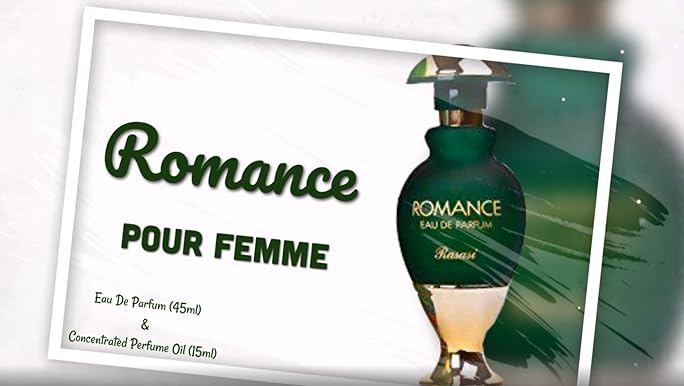 Romance
POUR FEMME
Eau De Parfum (45ml)
&
Concentrated Perfume Oil (15ml)
ROMANCE
EAU DE PARFUM
Rasasi